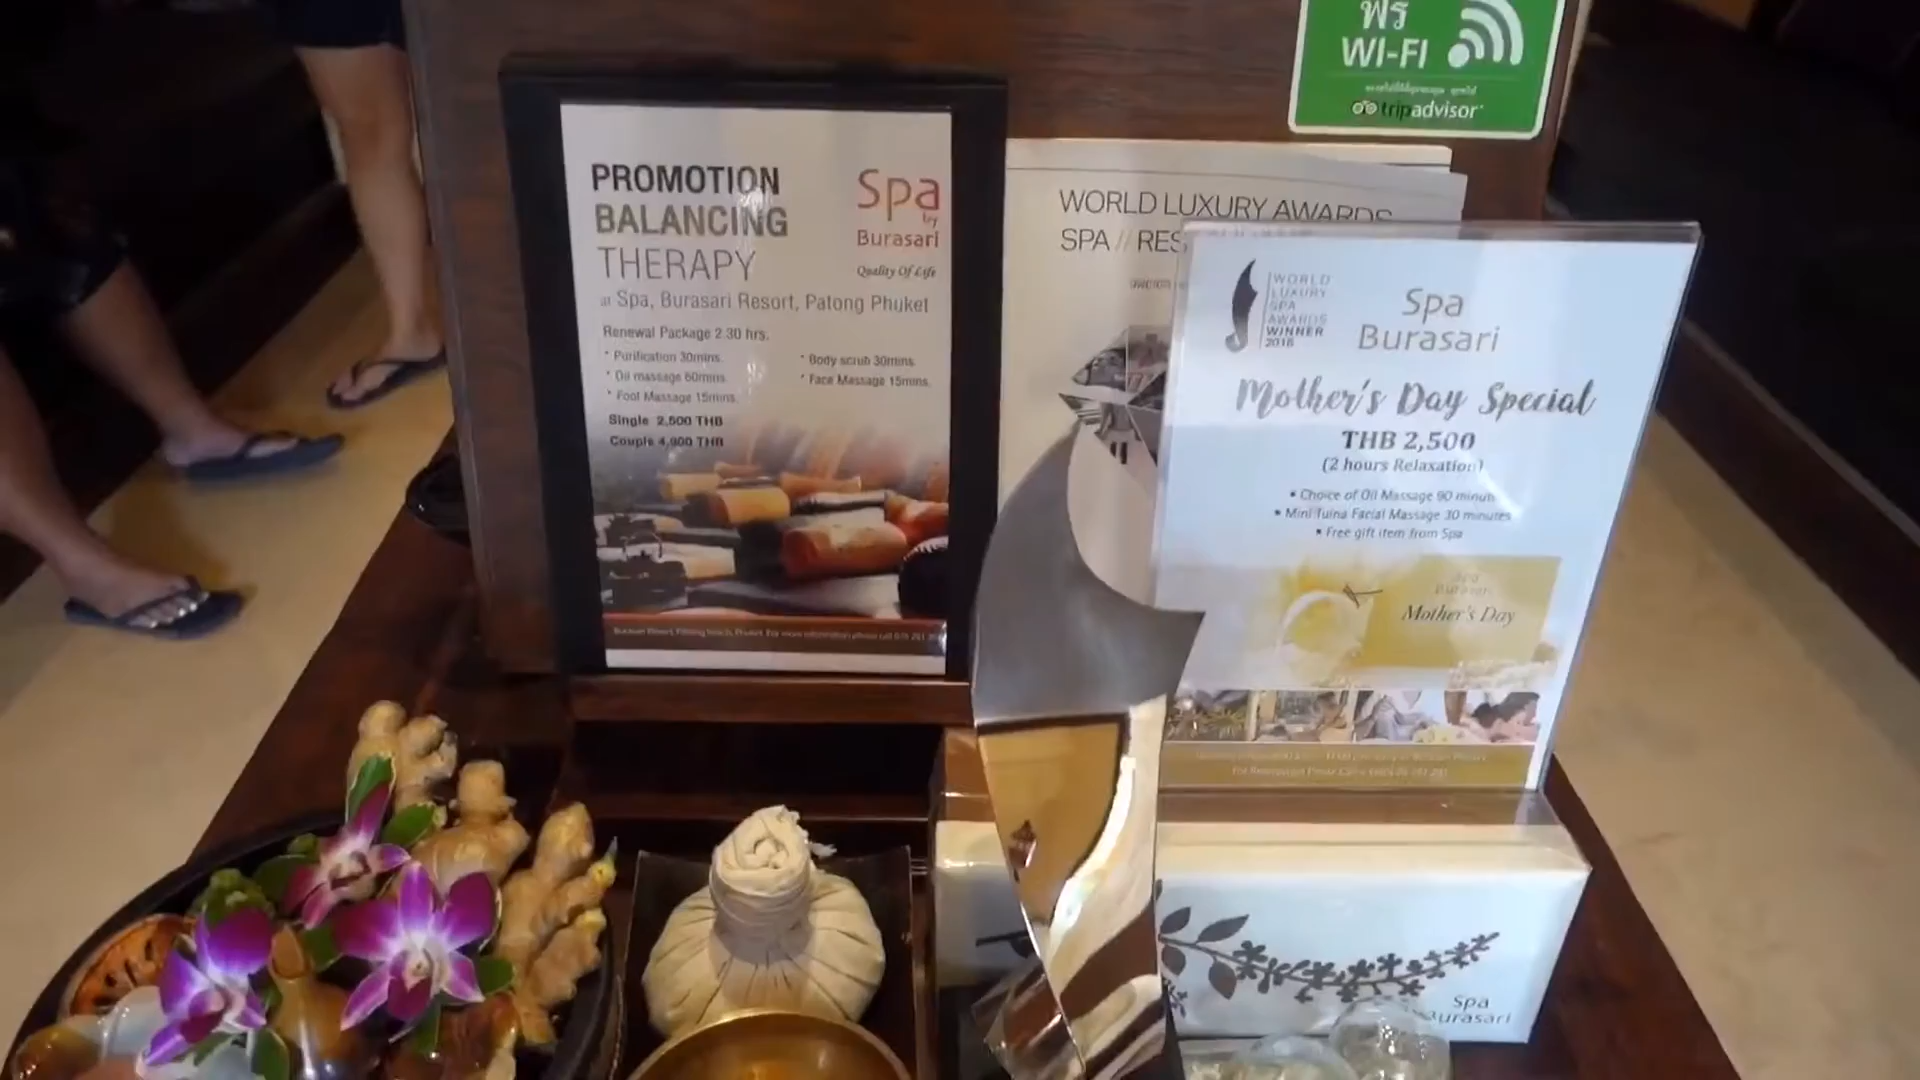 ฟรี
WI-FI
tripadvisor
PROMOTION
BALANCING
THERAPY
Spa
by
Burasari
Quality Of Life
at Spa, Burasari Resort, Patong Phuket
Renewal Package 2.30 hrs.
* Purification 30mins.
* Oil massage 60mins.
* Foot Massage 15mins.
* Body scrub 30mins.
* Face Massage 15mins.
Single 2,500 THB
Couple 4,900 THB
WORLD LUXURY AWARDS
SPA //
WORLD
LUXURY
SPA
AWARDS
WINNER
2018
Spa
Burasari
Mother's Day Special
THB 2,500
(2 hours Relaxation)
▪ Choice of Oil Massage 90 minut
▪ Mini Tuina Facial Massage 30 minutes
▪ Free gift item from Spa
Spa
Burasari
Mother's Day
Spa
Burasari